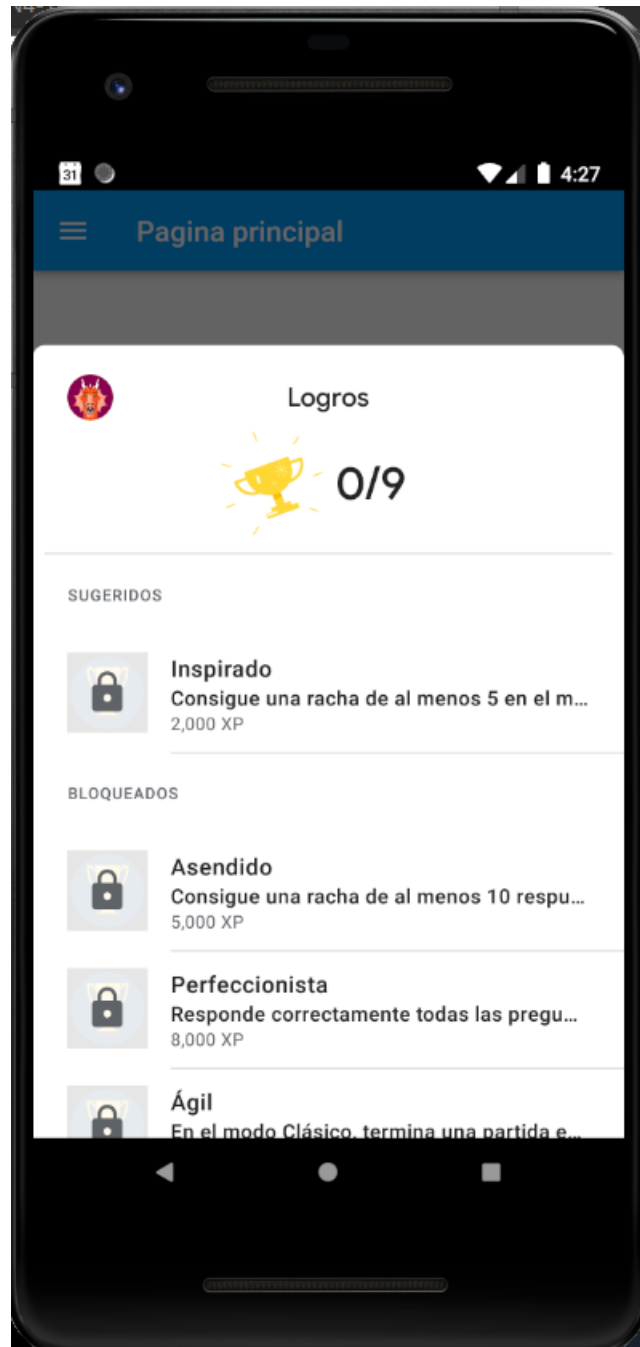 31
4:27
Pagina principal
Logros
0/9
SUGERIDOS
Inspirado
Consigue una racha de al menos 5 en el m...
2,000 XP
BLOQUEADOS
Asendido
Consigue una racha de al menos 10 respu...
5,000 XP
Perfeccionista
Responde correctamente todas las pregu...
8,000 XP
Ágil
En el modo Clásico, termina una partida e...